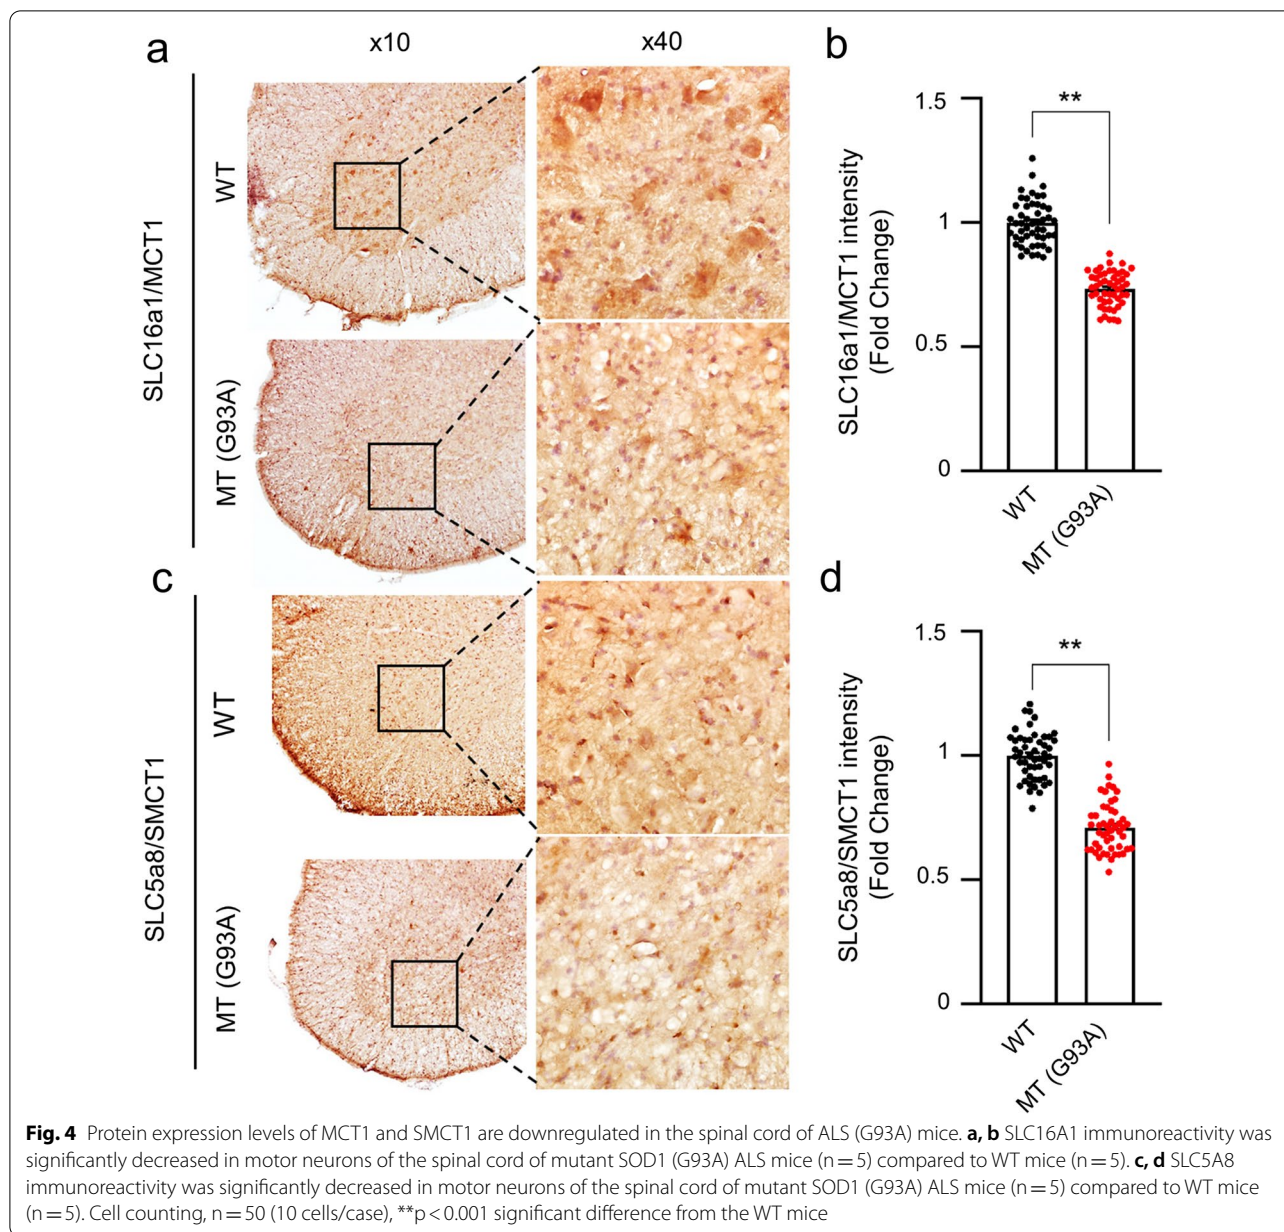 a
x10
x40
SLC16a1/MCT1
WT
MT (G93A)
b
SLC16a1/MCT1 intensity
(Fold Change)
1.5
1
0.5
0
**
WT
MT (G93A)
c
SLC5a8/SMCT1
WT
MT (G93A)
d
SLC5a8/SMCT1 intensity
(Fold Change)
1.5
1
0.5
0
**
WT
MT (G93A)
Fig. 4 Protein expression levels of MCT1 and SMCT1 are downregulated in the spinal cord of ALS (G93A) mice. a, b SLC16A1 immunoreactivity was
significantly decreased in motor neurons of the spinal cord of mutant SOD1 (G93A) ALS mice (n = 5) compared to WT mice (n = 5). c, d SLC5A8
immunoreactivity was significantly decreased in motor neurons of the spinal cord of mutant SOD1 (G93A) ALS mice (n = 5) compared to WT mice
(n = 5). Cell counting, n = 50 (10 cells/case), **p < 0.001 significant difference from the WT mice